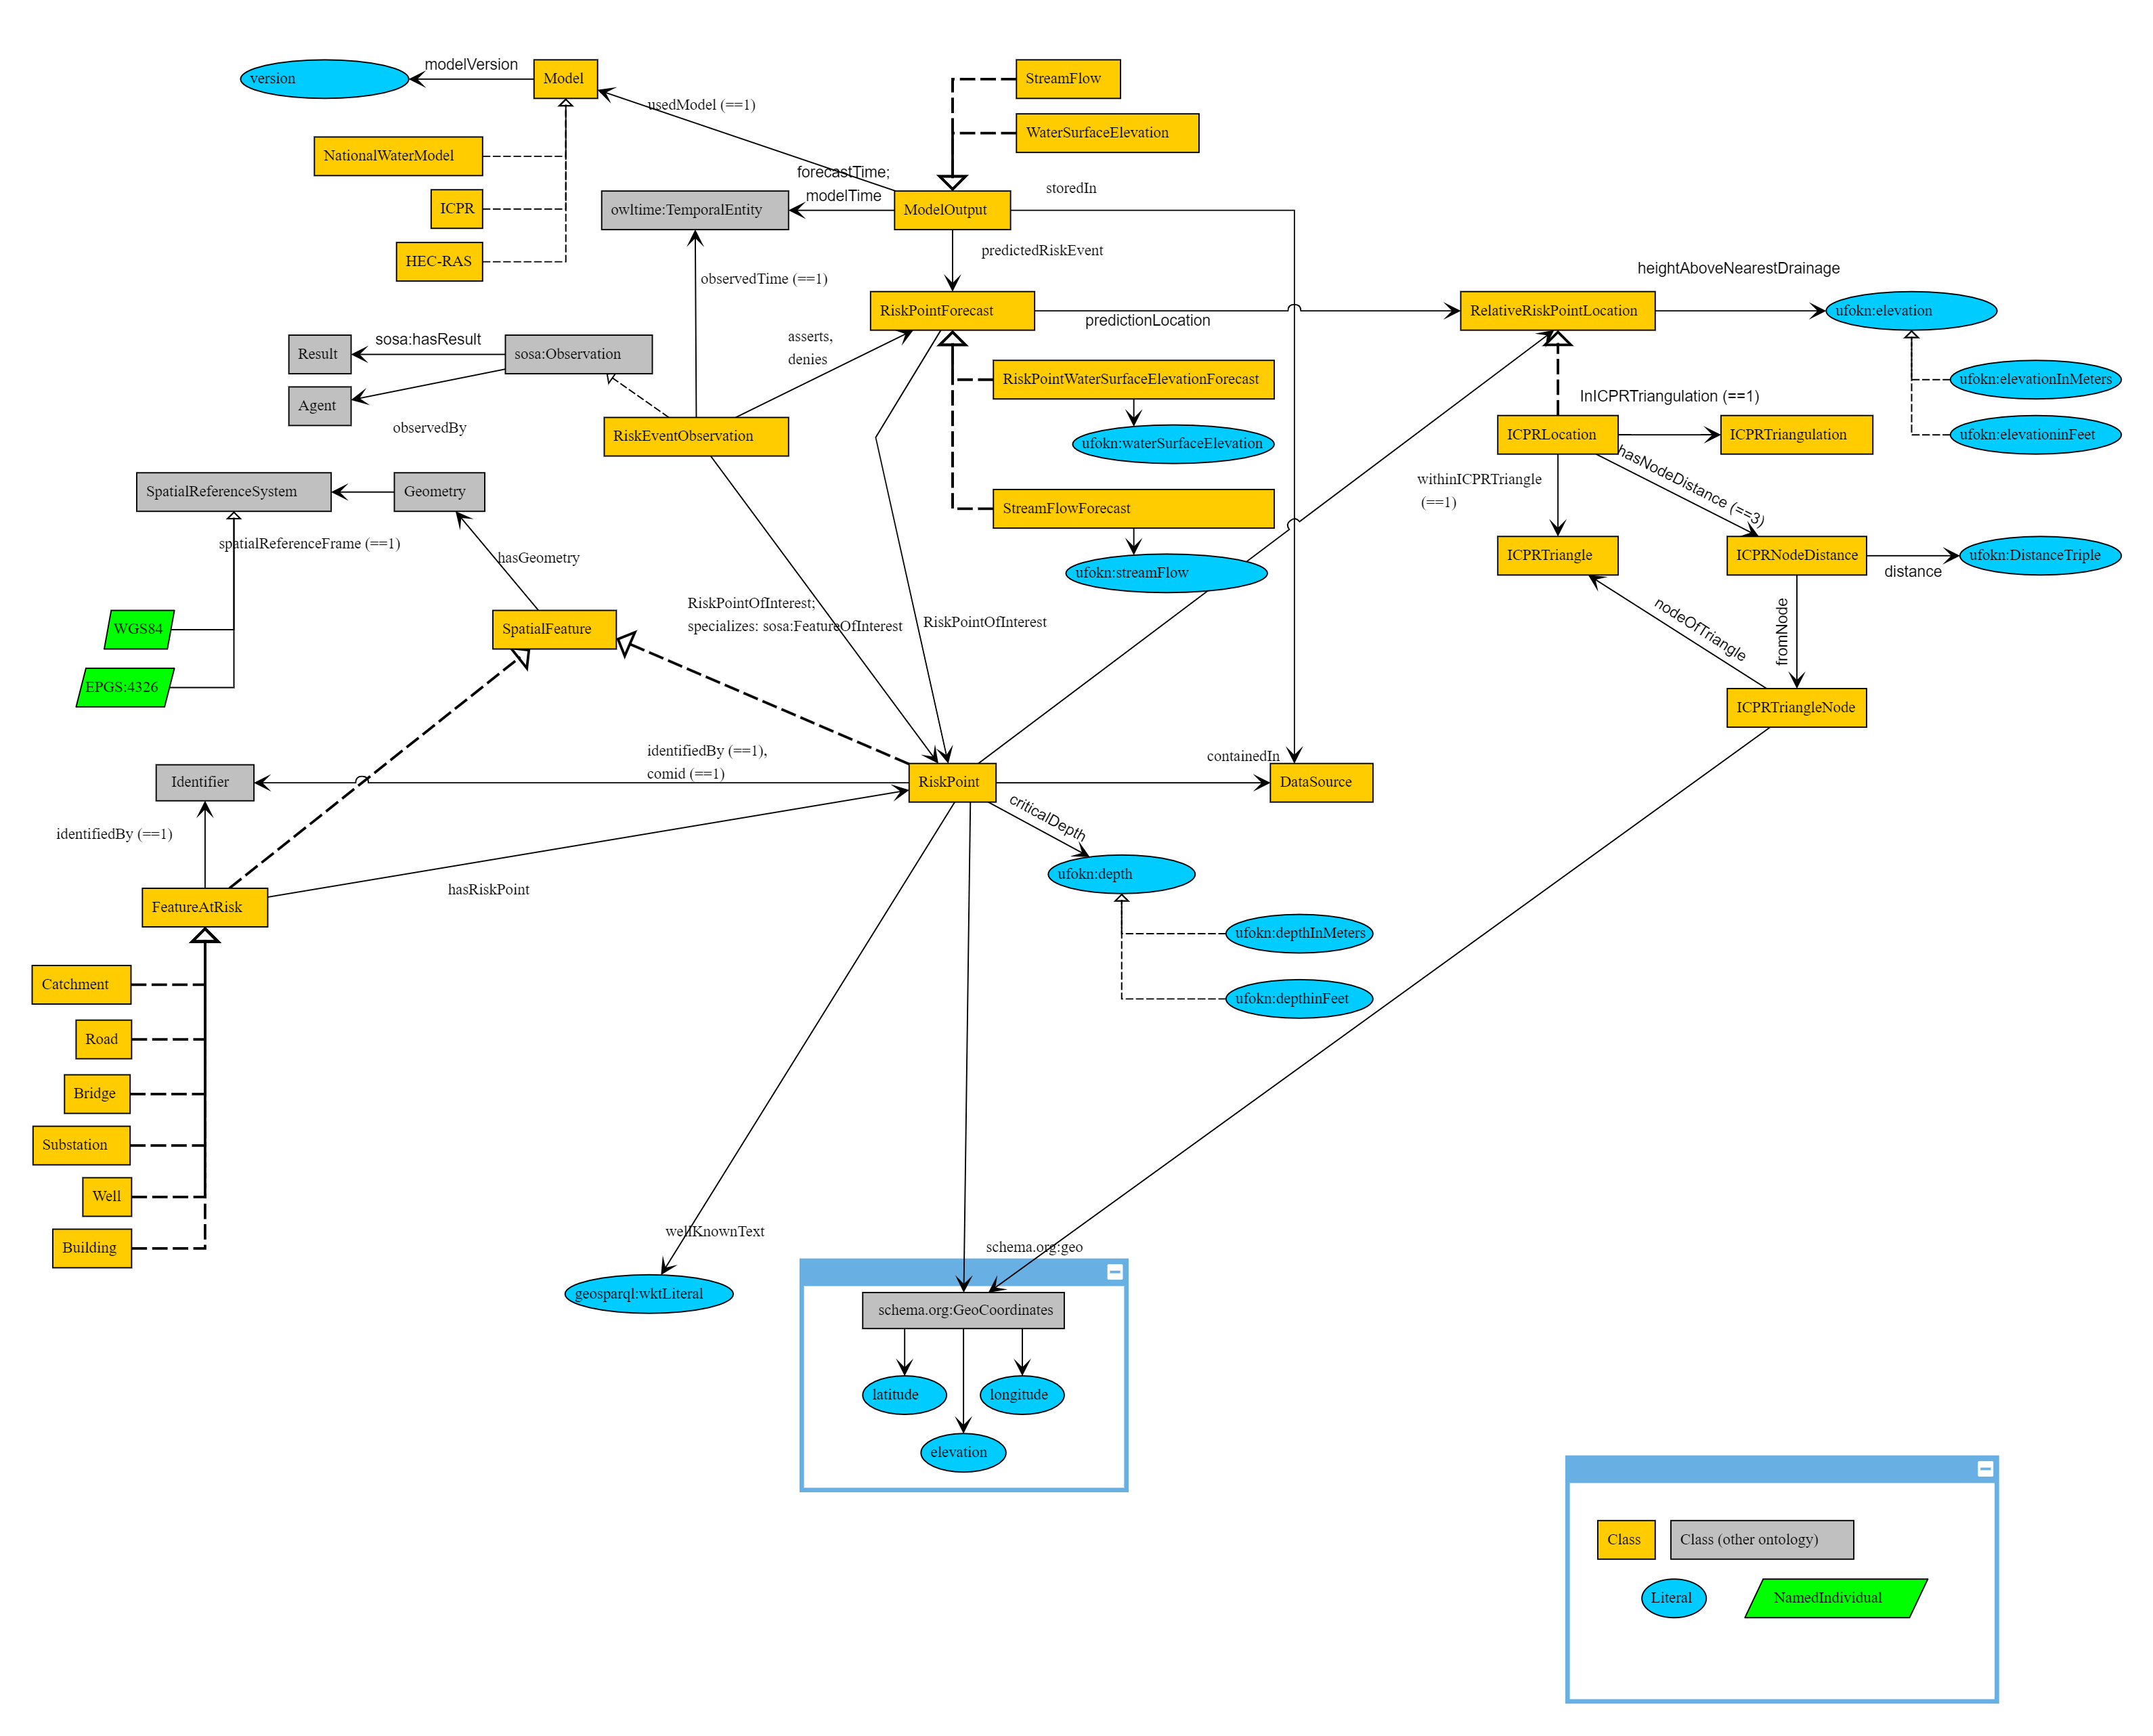 modelVersion
version
Model
StreamFlow
usedModel (==1)
WaterSurfaceElevation
NationalWaterModel
forecastTime;
modelTime
storedIn
ICPR
owltime:TemporalEntity
ModelOutput
HEC-RAS
predictedRiskEvent
observedTime (==1)
heightAboveNearestDrainage
RiskPointForecast
predictionLocation
RelativeRiskPointLocation
ufokn:elevation
sosa:hasResult
Result
sosa:Observation
asserts,
denies
RiskPointWaterSurfaceElevationForecast
ufokn:elevationInMeters
Agent
InICPRTriangulation (==1)
observedBy
RiskEventObservation
ufokn:waterSurfaceElevation
ICPRLocation
ICPRTriangulation
ufokn:elevationinFeet
SpatialReferenceSystem
Geometry
withinICPRTriangle
(==1)
hasNodeDistance (==3)
StreamFlowForecast
spatialReferenceFrame (==1)
hasGeometry
ufokn:streamFlow
ICPRTriangle
ICPRNodeDistance
ufokn:DistanceTriple
distance
RiskPointOfInterest;
specializes: sosa:FeatureOfInterest
RiskPointOfInterest
WGS84
SpatialFeature
nodeOfTriangle
fromNode
EPGS:4326
ICPRTriangleNode
identifiedBy (==1),
comid (==1)
containedIn
Identifier
RiskPoint
DataSource
criticalDepth
identifiedBy (==1)
ufokn:depth
hasRiskPoint
FeatureAtRisk
ufokn:depthInMeters
Catchment
ufokn:depthinFeet
Road
Bridge
Substation
Well
wellKnownText
Building
schema.org:geo
geosparql:wktLiteral
schema.org:GeoCoordinates
latitude
longitude
elevation
Class
Class (other ontology)
Literal
NamedIndividual